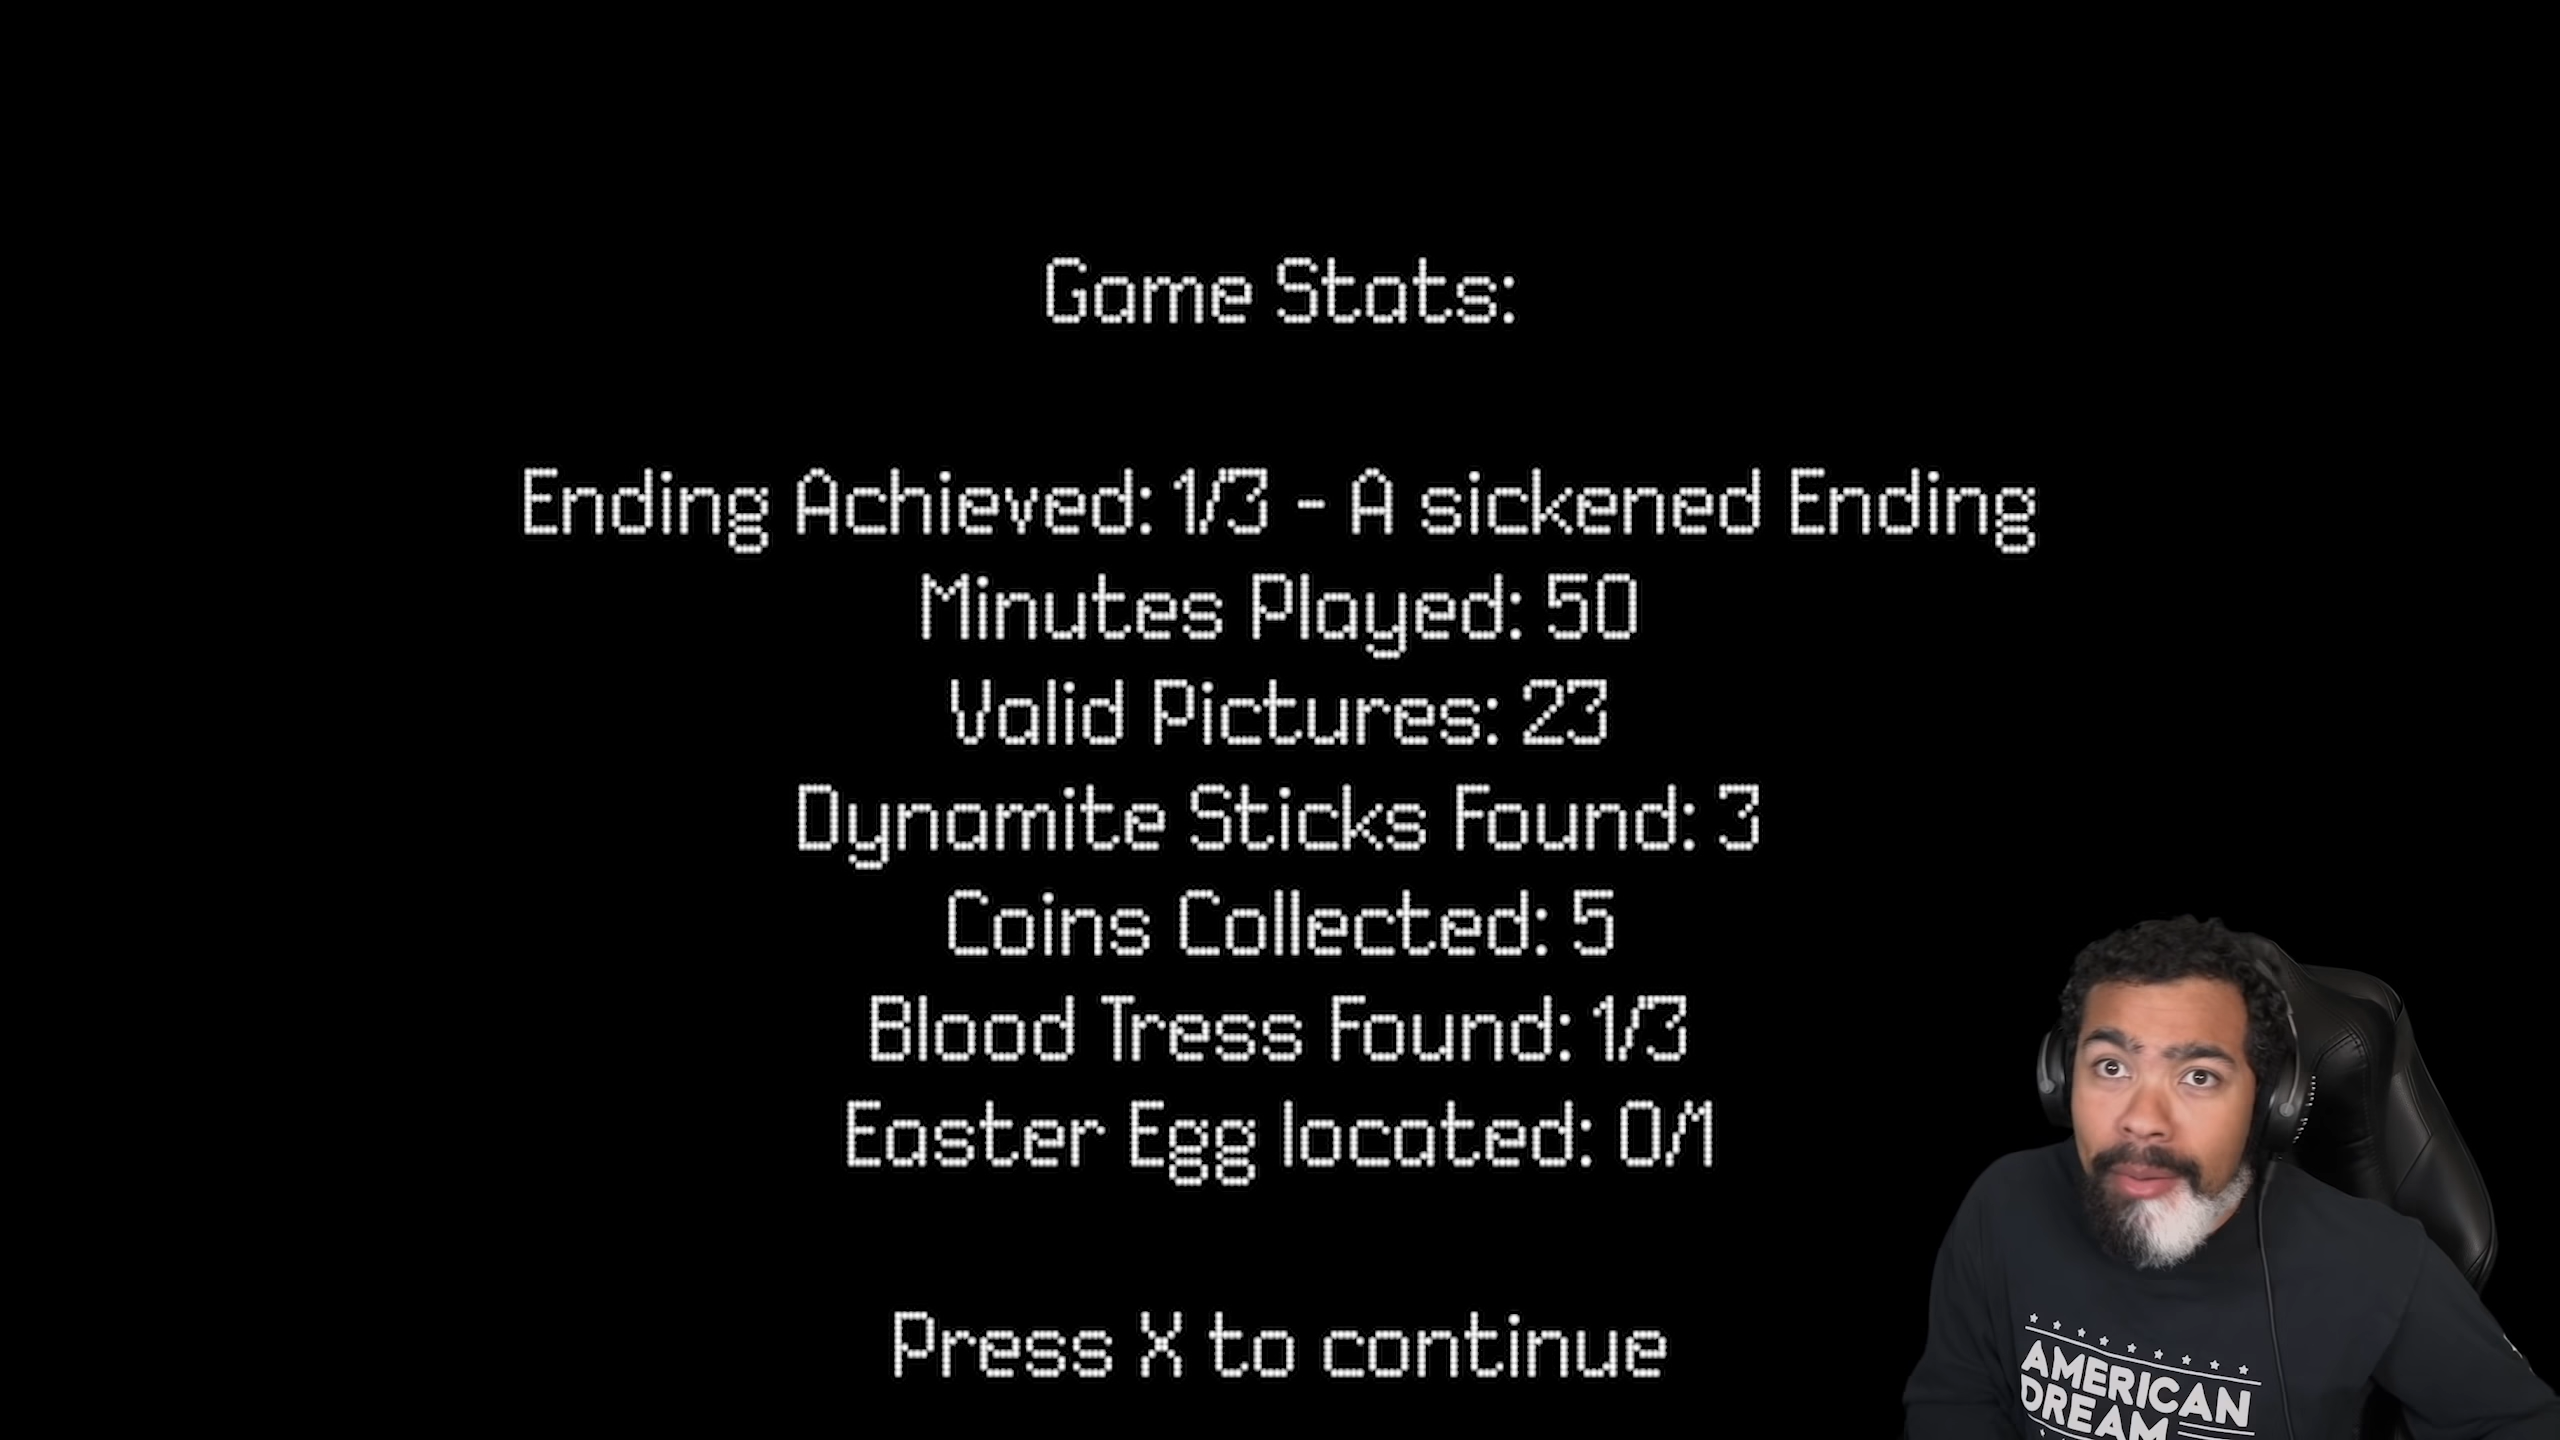 Game Stats:
Ending Achieved: 1/3 - A sickened Ending
Minutes Played: 50
Valid Pictures: 23
Dynamite Sticks Found: 3
Coins Collected: 5
Blood Tress Found: 1/3
Easter Egg located: 0/1
Press X to continue
AMERICAN
DREAM